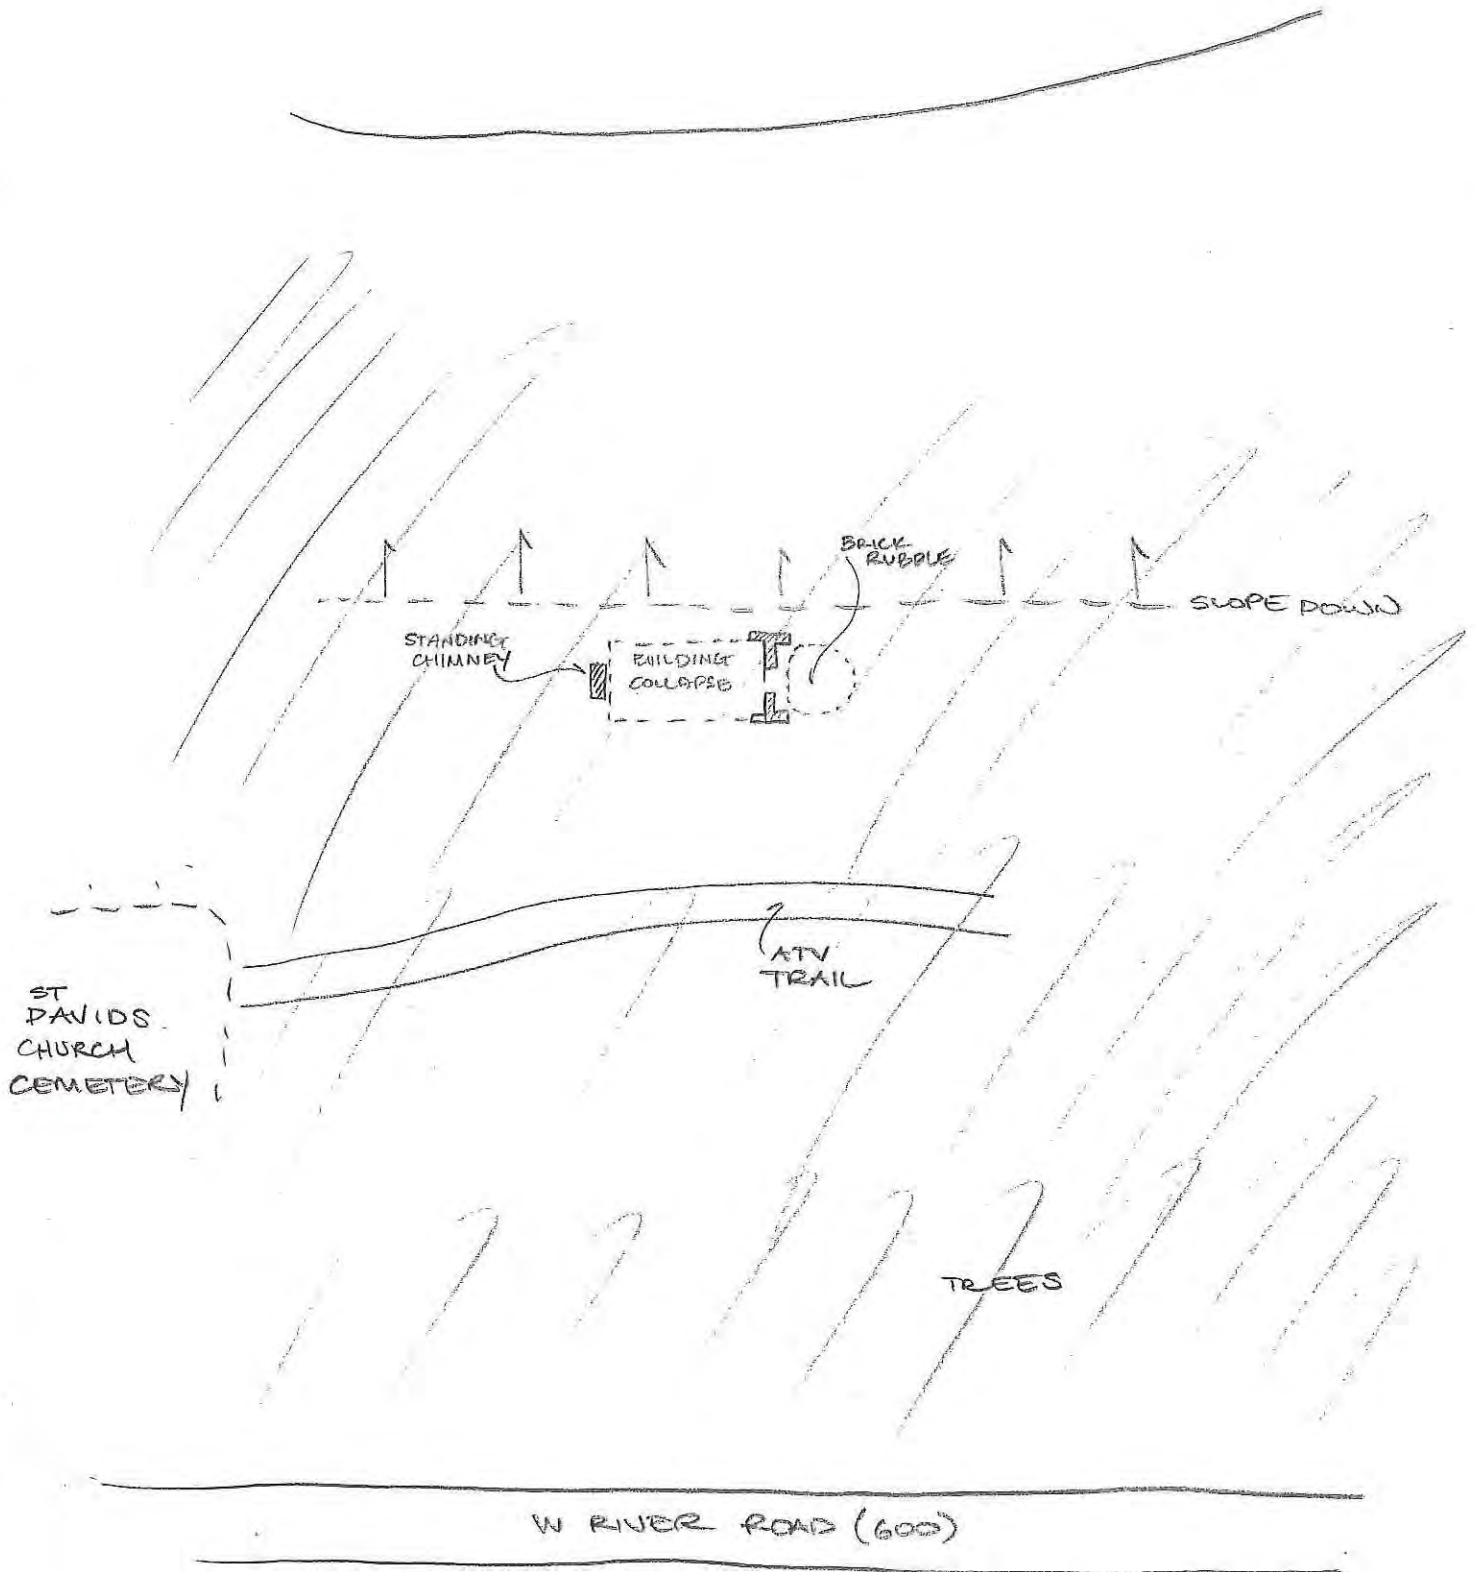 BRICK
RUBBLE
SLOPE DOWN
STANDING
CHIMNEY
BUILDING
COLLAPSE
ATV
TRAIL
ST
DAVIDS
CHURCH
CEMETERY
TREES
W RIVER ROAD (600)